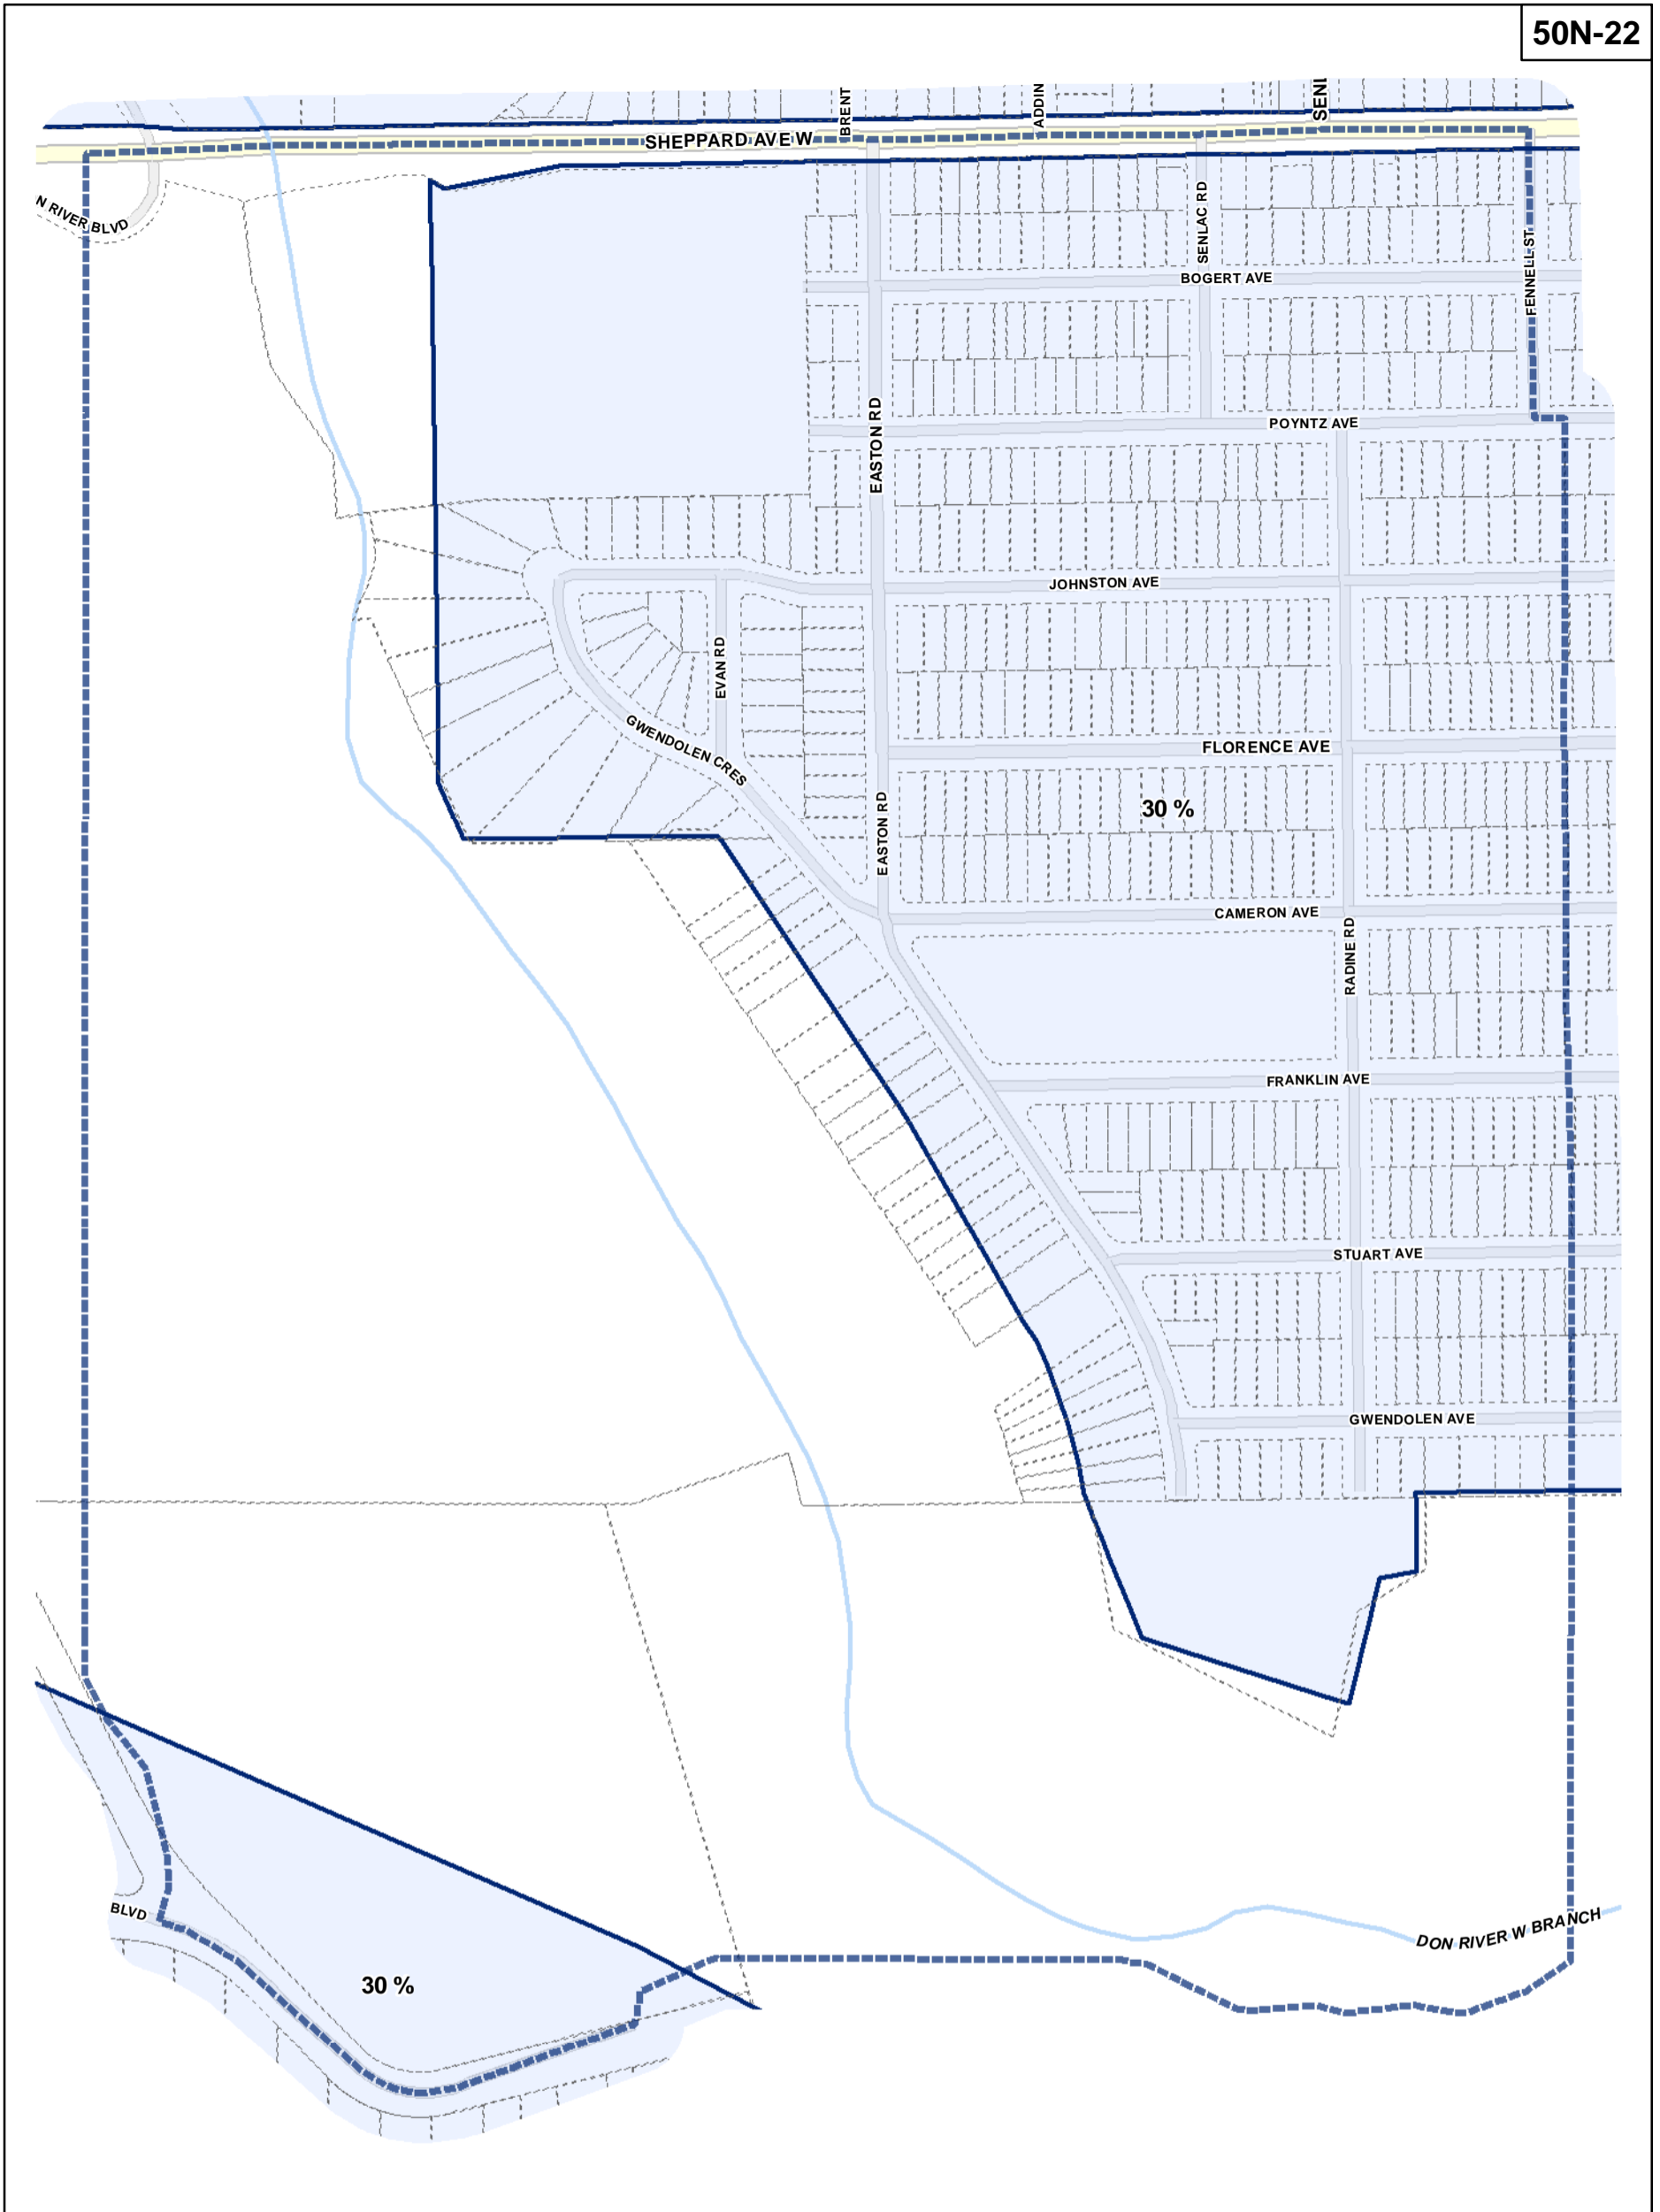 50N-22
BRENT
ADDIN
SENL
SHEPPARD AVE W
N RIVER BLVD
SENLAC RD
FENNELL ST
BOGERT AVE
EASTON RD
POYNTZ AVE
JOHNSTON AVE
EVAN RD
GWENDOLEN CRES
FLORENCE AVE
30 %
EASTON RD
CAMERON AVE
RADINE RD
FRANKLIN AVE
STUART AVE
GWENDOLEN AVE
BLVD
DON RIVER W BRANCH
30 %